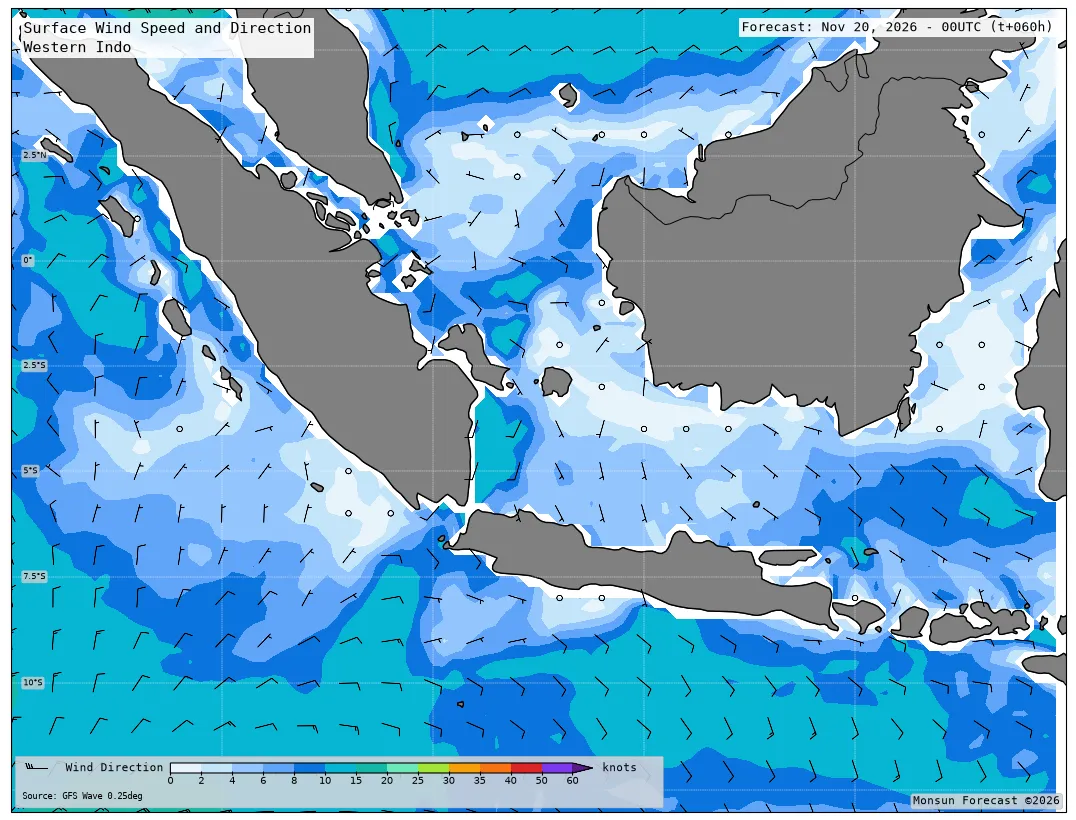 Surface Wind Speed and Direction
Western Indo
Forecast: Nov 20, 2026 - 00UTC (t+060h)
2.5°N
0°
2.5°S
5°S
7.5°S
10°S
Wind Direction
0 2 4 6 8 10 15 20 25 30 35 40 50 60
knots
Source: GFS Wave 0.25deg
Monsun Forecast ©2026